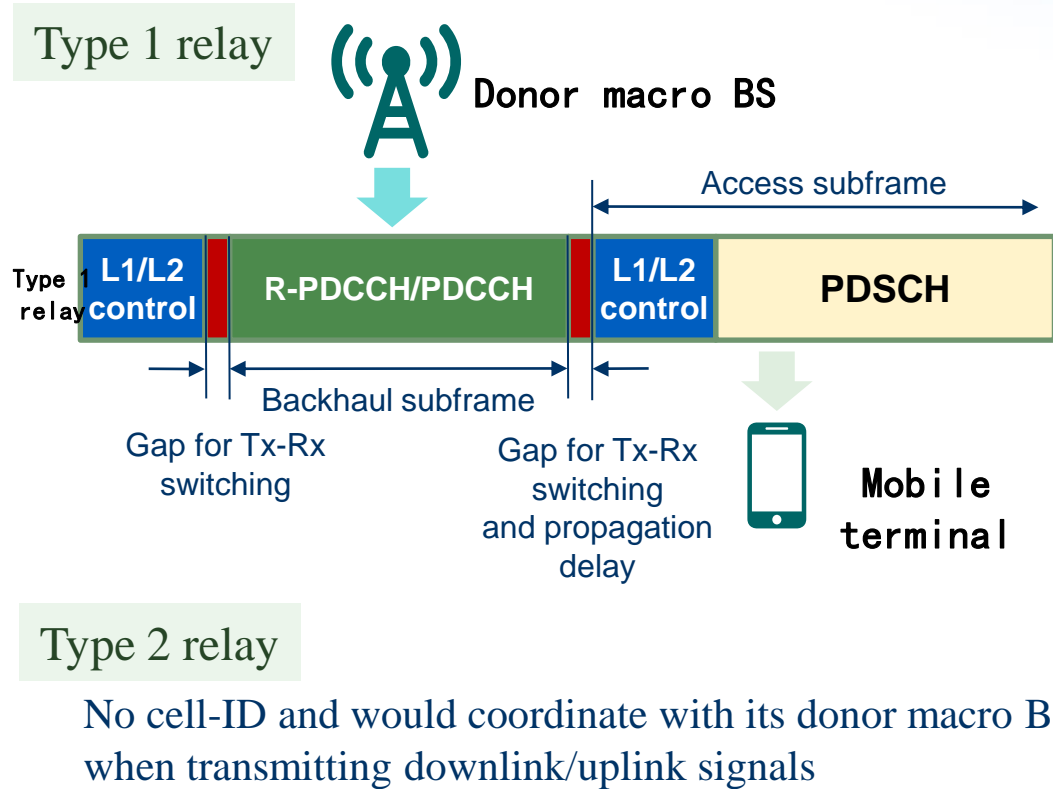 Type 1 relay
Donor macro BS
Access subframe
Type 1
relay
L1/L2
control
R-PDCCH/PDCCH
L1/L2
control
PDSCH
Backhaul subframe
Gap for Tx-Rx
switching
Gap for Tx-Rx
switching
and propagation
delay
Mobile
terminal
Type 2 relay
No cell-ID and would coordinate with its donor macro B
when transmitting downlink/uplink signals